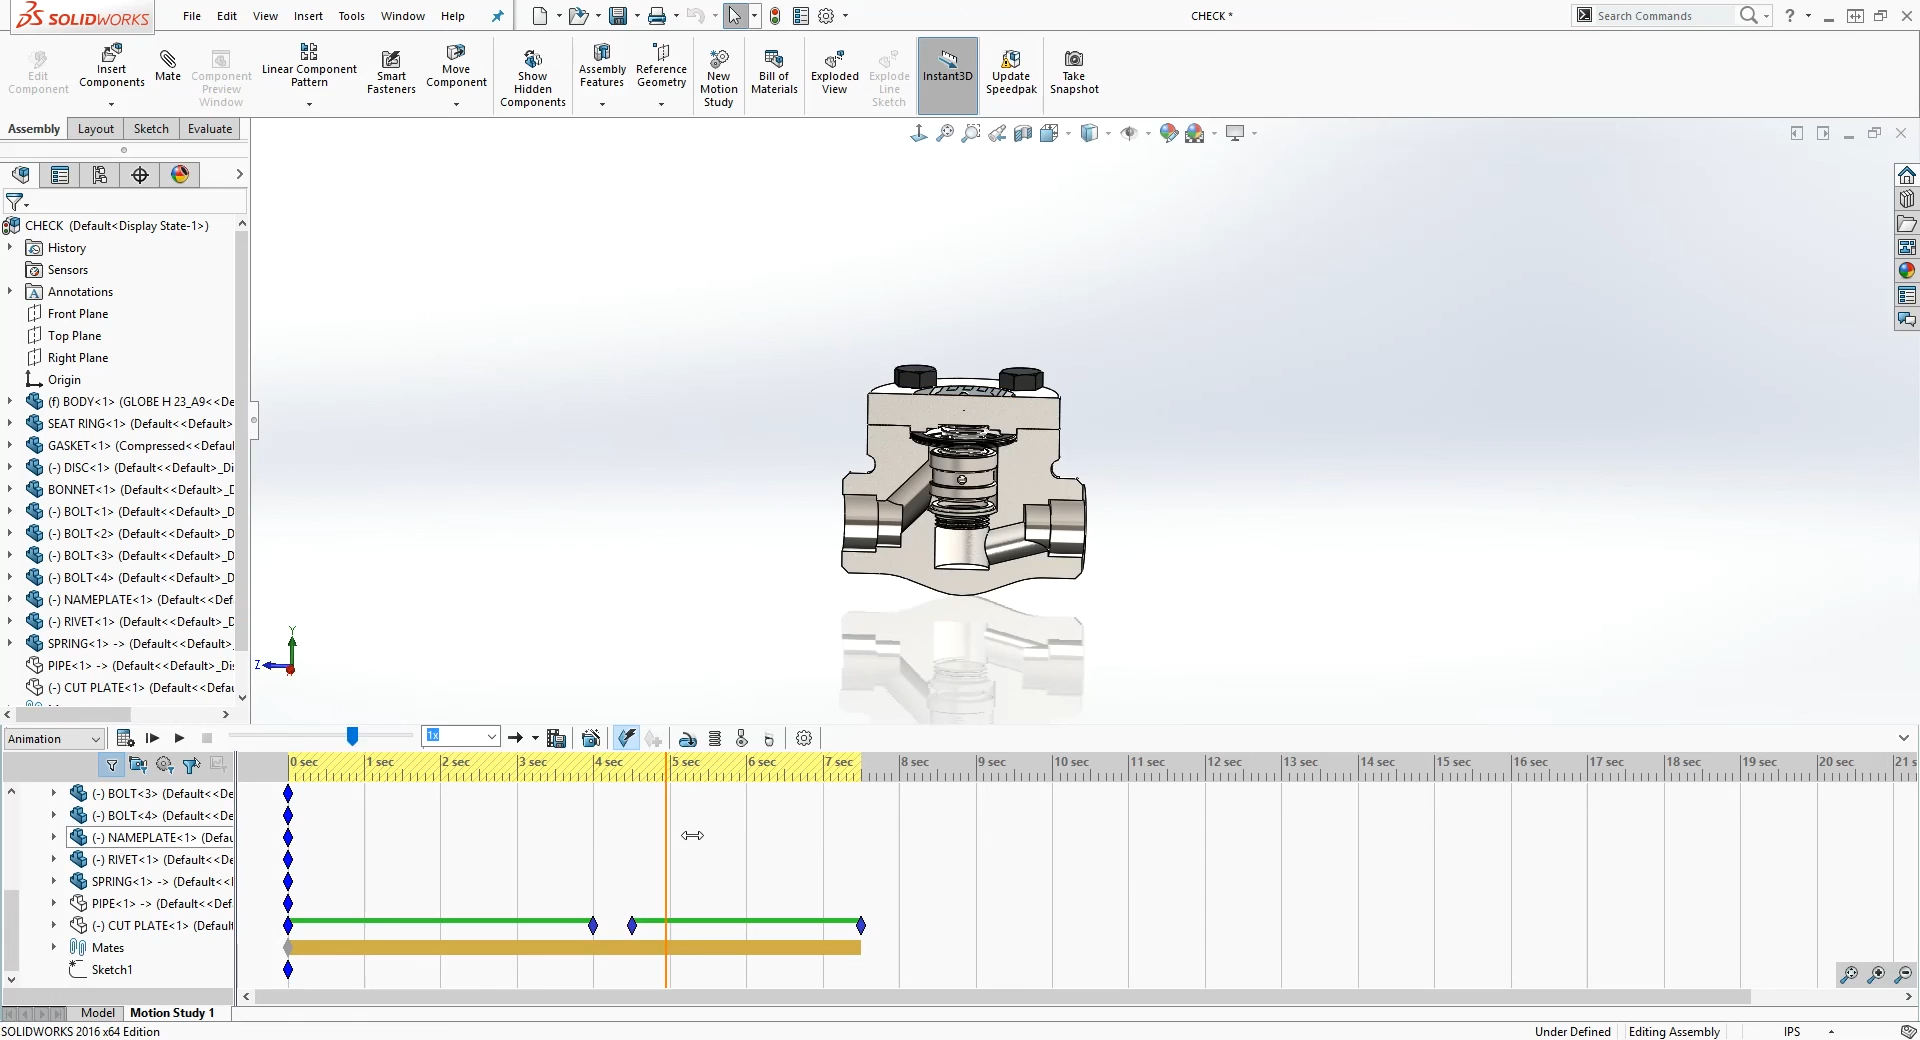 SOLIDWORKS
File Edit View Insert Tools Window Help
CHECK *
Search Commands
Edit Component
Insert Components
Mate
Component Preview Window
Linear Component Pattern
Smart Fasteners
Move Component
Show Hidden Components
Assembly Features
Reference Geometry
New Motion Study
Bill of Materials
Exploded View
Explode Line Sketch
Instant3D
Update Speedpak
Take Snapshot
Assembly Layout Sketch Evaluate
CHECK (Default<Display State-1>)
History
Sensors
Annotations
Front Plane
Top Plane
Right Plane
Origin
(f) BODY<1> (GLOBE H 23_A9<<De
SEAT RING<1> (Default<<Default>
GASKET<1> (Compressed<<Defaul
(-) DISC<1> (Default<<Default>_Di
BONNET<1> (Default<<Default>_D
(-) BOLT<1> (Default<<Default>_D
(-) BOLT<2> (Default<<Default>_D
(-) BOLT<3> (Default<<Default>_D
(-) BOLT<4> (Default<<Default>_D
(-) NAMEPLATE<1> (Default<<Def
(-) RIVET<1> (Default<<Default>_D
SPRING<1> -> (Default<<Default>_
PIPE<1> -> (Default<<Default>_Dis
(-) CUT PLATE<1> (Default<<Defau
Y
Z
Animation
1x
0 sec 1 sec 2 sec 3 sec 4 sec 5 sec 6 sec 7 sec 8 sec 9 sec 10 sec 11 sec 12 sec 13 sec 14 sec 15 sec 16 sec 17 sec 18 sec 19 sec 20 sec 21 s
(-) BOLT<3> (Default<<De
(-) BOLT<4> (Default<<De
(-) NAMEPLATE<1> (Defau
(-) RIVET<1> (Default<<De
SPRING<1> -> (Default<<l
PIPE<1> -> (Default<<Def
(-) CUT PLATE<1> (Default
Mates
Sketch1
Model Motion Study 1
SOLIDWORKS 2016 x64 Edition
Under Defined Editing Assembly IPS